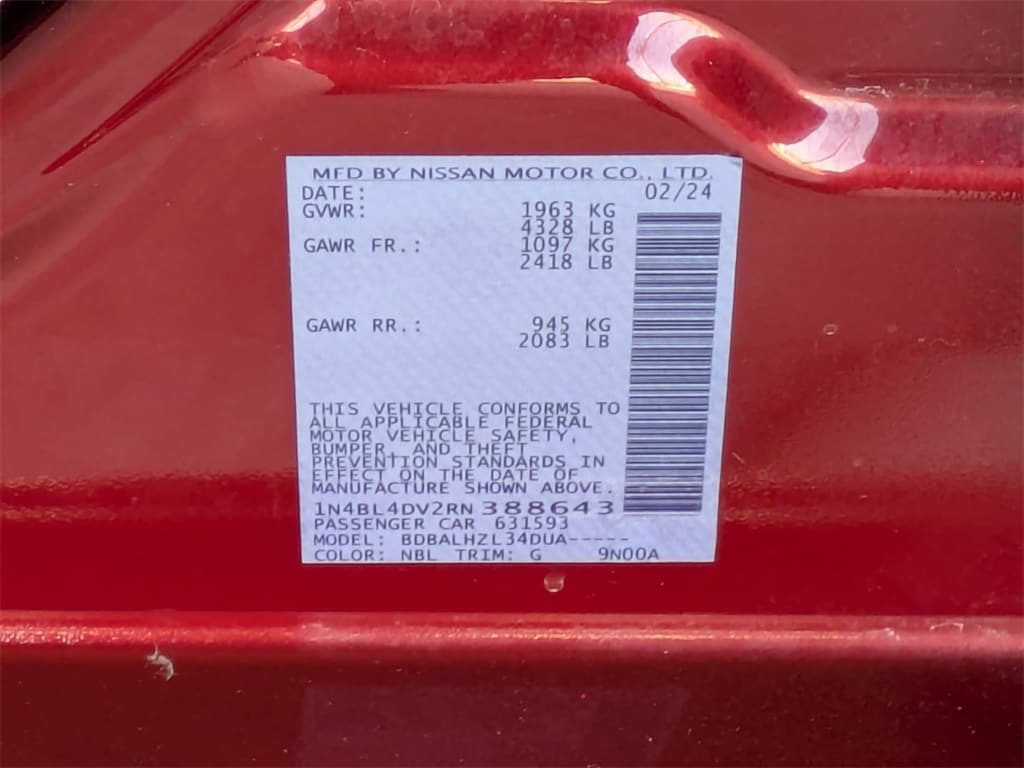 MFD BY NISSAN MOTOR CO., LTD.
DATE: 02/24
GVWR: 1963 KG
4328 LB
GAWR FR.: 1097 KG
2418 LB
GAWR RR.: 945 KG
2083 LB
THIS VEHICLE CONFORMS TO
ALL APPLICABLE FEDERAL
MOTOR VEHICLE SAFETY,
BUMPER, AND THEFT
PREVENTION STANDARDS IN
EFFECT ON THE DATE OF
MANUFACTURE SHOWN ABOVE.
1N4BL4DV2RN388643
PASSENGER CAR 631593
MODEL: BDBALHZL34DUA-----
COLOR: NBL TRIM: G 9N00A